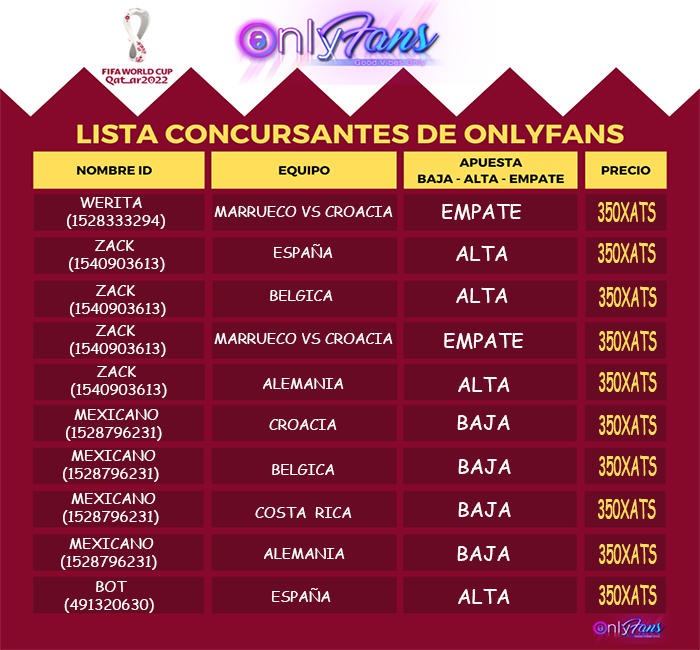 FIFA WORLD CUP
Qatar2022
OnlyFans
Good Vibes Only
LISTA CONCURSANTES DE ONLYFANS
NOMBRE ID EQUIPO APUESTA BAJA - ALTA - EMPATE PRECIO
WERITA (1528333294) MARRUECO VS CROACIA EMPATE 350XATS
ZACK (1540903613) ESPAÑA ALTA 350XATS
ZACK (1540903613) BELGICA ALTA 350XATS
ZACK (1540903613) MARRUECO VS CROACIA EMPATE 350XATS
ZACK (1540903613) ALEMANIA ALTA 350XATS
MEXICANO (1528796231) CROACIA BAJA 350XATS
MEXICANO (1528796231) BELGICA BAJA 350XATS
MEXICANO (1528796231) COSTA RICA BAJA 350XATS
MEXICANO (1528796231) ALEMANIA BAJA 350XATS
BOT (491320630) ESPAÑA ALTA 350XATS
OnlyFans